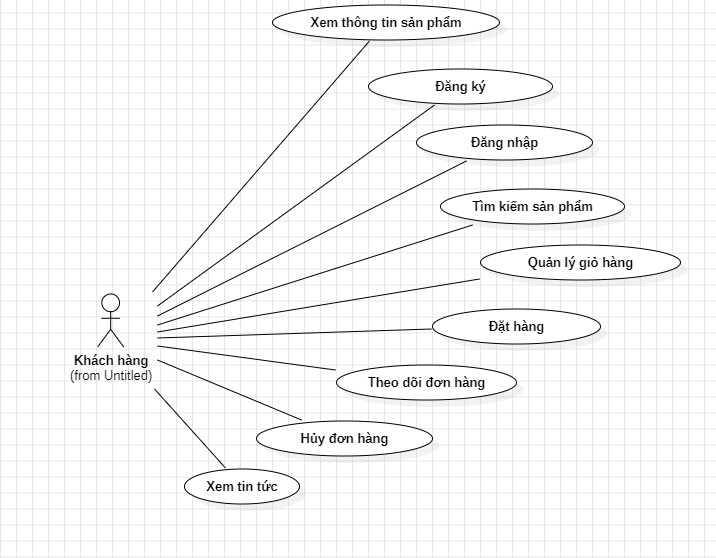 Xem thông tin sản phẩm
Đăng ký
Đăng nhập
Tìm kiếm sản phẩm
Quản lý giỏ hàng
Đặt hàng
Khách hàng
(from Untitled)
Theo dõi đơn hàng
Hủy đơn hàng
Xem tin tức